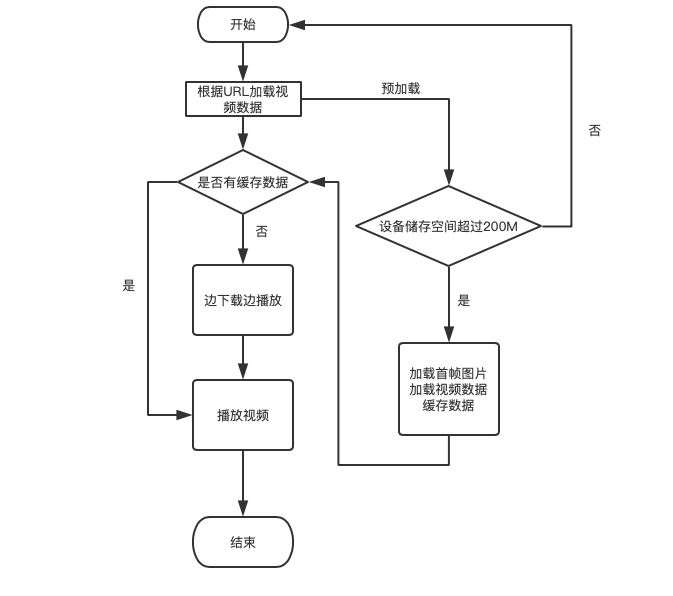 开始
根据URL加载视
频数据
预加载
否
是否有缓存数据
设备储存空间超过200M
否
是
边下载边播放
是
加载首帧图片
加载视频数据
缓存数据
播放视频
结束